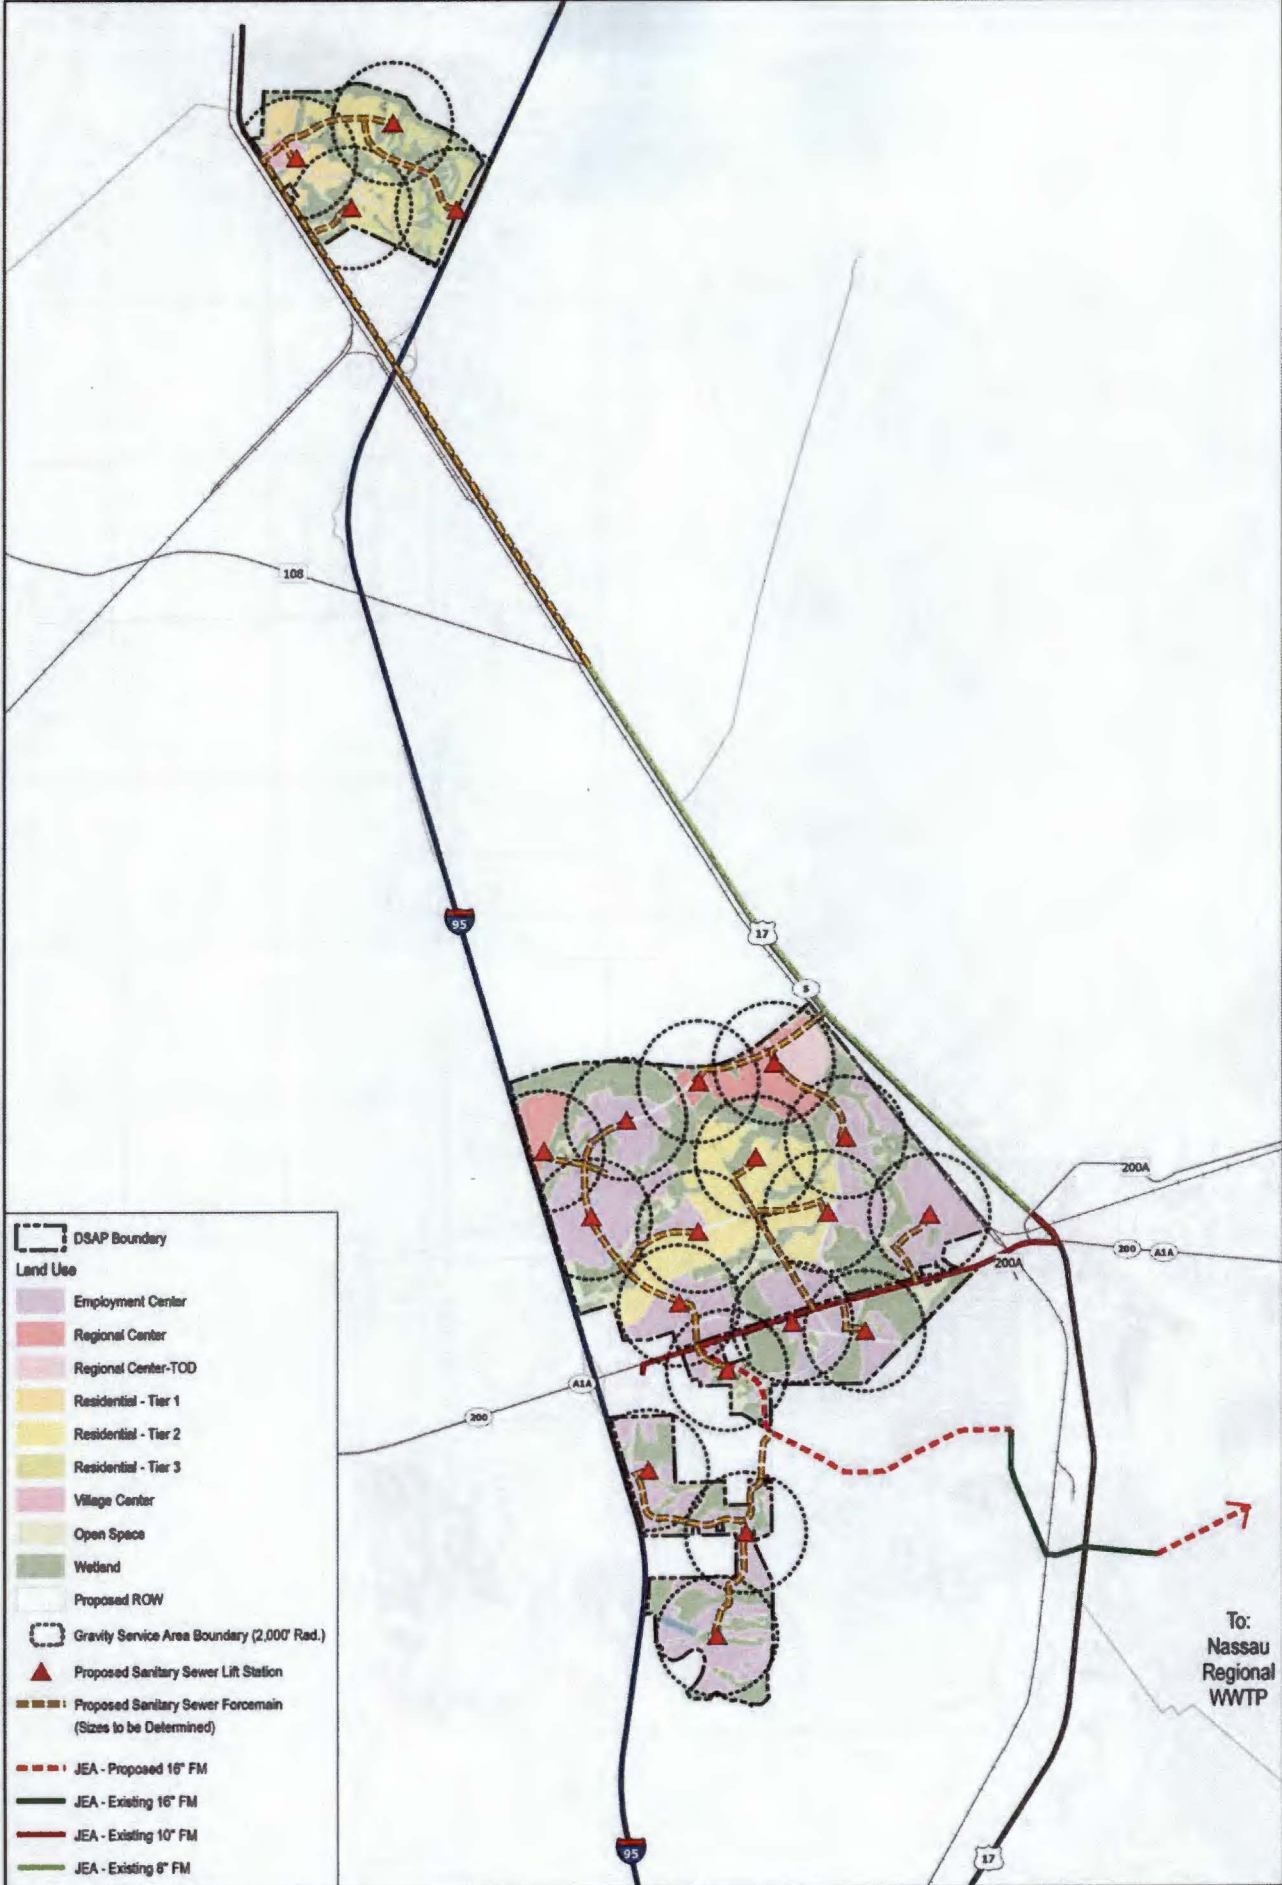 108
95
17
S
200A
200
A1A
200A
A1A
200
95
17
To:
Nassau
Regional
WWTP
DSAP Boundary
Land Use
Employment Center
Regional Center
Regional Center-TOD
Residential - Tier 1
Residential - Tier 2
Residential - Tier 3
Village Center
Open Space
Wetland
Proposed ROW
Gravity Service Area Boundary (2,000' Rad.)
Proposed Sanitary Sewer Lift Station
Proposed Sanitary Sewer Forcemain
(Sizes to be Determined)
JEA - Proposed 16" FM
JEA - Existing 16" FM
JEA - Existing 10" FM
JEA - Existing 8" FM